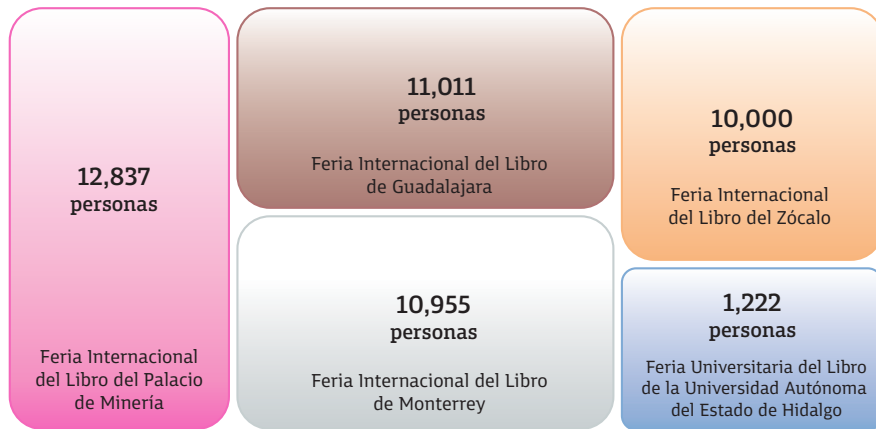 12,837
personas
Feria Internacional
del Libro del Palacio
de Minería
11,011
personas
Feria Internacional del Libro
de Guadalajara
10,955
personas
Feria Internacional del Libro
de Monterrey
10,000
personas
Feria Internacional
del Libro del Zócalo
1,222
personas
Feria Universitaria del Libro
de la Universidad Autónoma
del Estado de Hidalgo